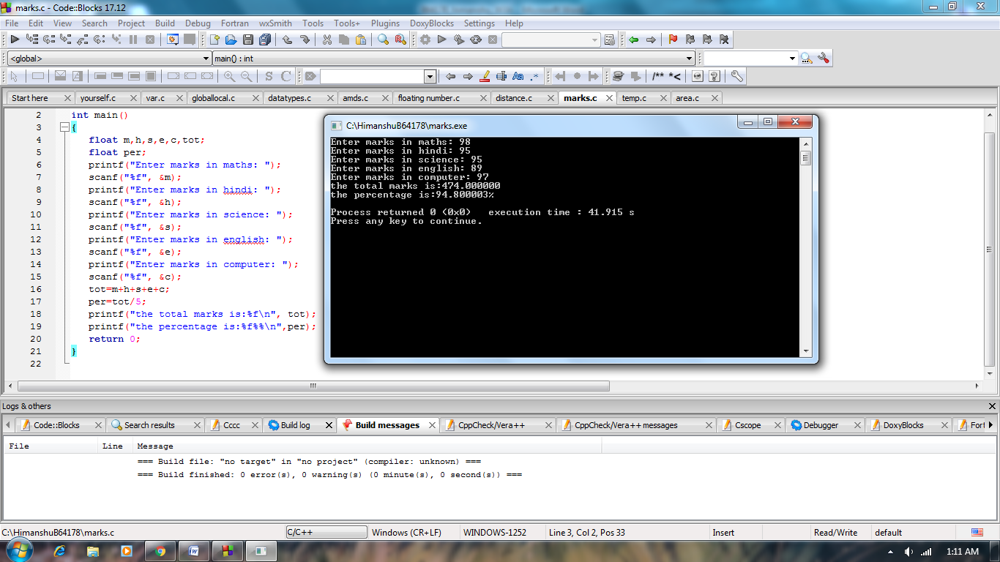 marks.c - Code::Blocks 17.12
File Edit View Search Project Build Debug Fortran wxSmith Tools Tools+ Plugins DoxyBlocks Settings Help
<global> main() : int
S C Aa .* /** *<
Start here yourself.c var.c globallocal.c datatypes.c amds.c floating number.c distance.c marks.c temp.c area.c
2 int main()
3 {
4 float m,h,s,e,c,tot;
5 float per;
6 printf("Enter marks in maths: ");
7 scanf("%f", &m);
8 printf("Enter marks in hindi: ");
9 scanf("%f", &h);
10 printf("Enter marks in science: ");
11 scanf("%f", &s);
12 printf("Enter marks in english: ");
13 scanf("%f", &e);
14 printf("Enter marks in computer: ");
15 scanf("%f", &c);
16 tot=m+h+s+e+c;
17 per=tot/5;
18 printf("the total marks is:%f\n", tot);
19 printf("the percentage is:%f%%\n",per);
20 return 0;
21 }
22
C:\HimanshuB64178\marks.exe
Enter marks in maths: 98
Enter marks in hindi: 95
Enter marks in science: 95
Enter marks in english: 89
Enter marks in computer: 97
the total marks is:474.000000
the percentage is:94.800003%
Process returned 0 (0x0) execution time : 41.915 s
Press any key to continue.
Logs & others
Code::Blocks Search results Cccc Build log Build messages CppCheck/Vera++ CppCheck/Vera++ messages Cscope Debugger DoxyBlocks Fort
File Line Message
=== Build file: "no target" in "no project" (compiler: unknown) ===
=== Build finished: 0 error(s), 0 warning(s) (0 minute(s), 0 second(s)) ===
C:\HimanshuB64178\marks.c C/C++ Windows (CR+LF) WINDOWS-1252 Line 3, Col 2, Pos 33 Insert Read/Write default
1:11 AM